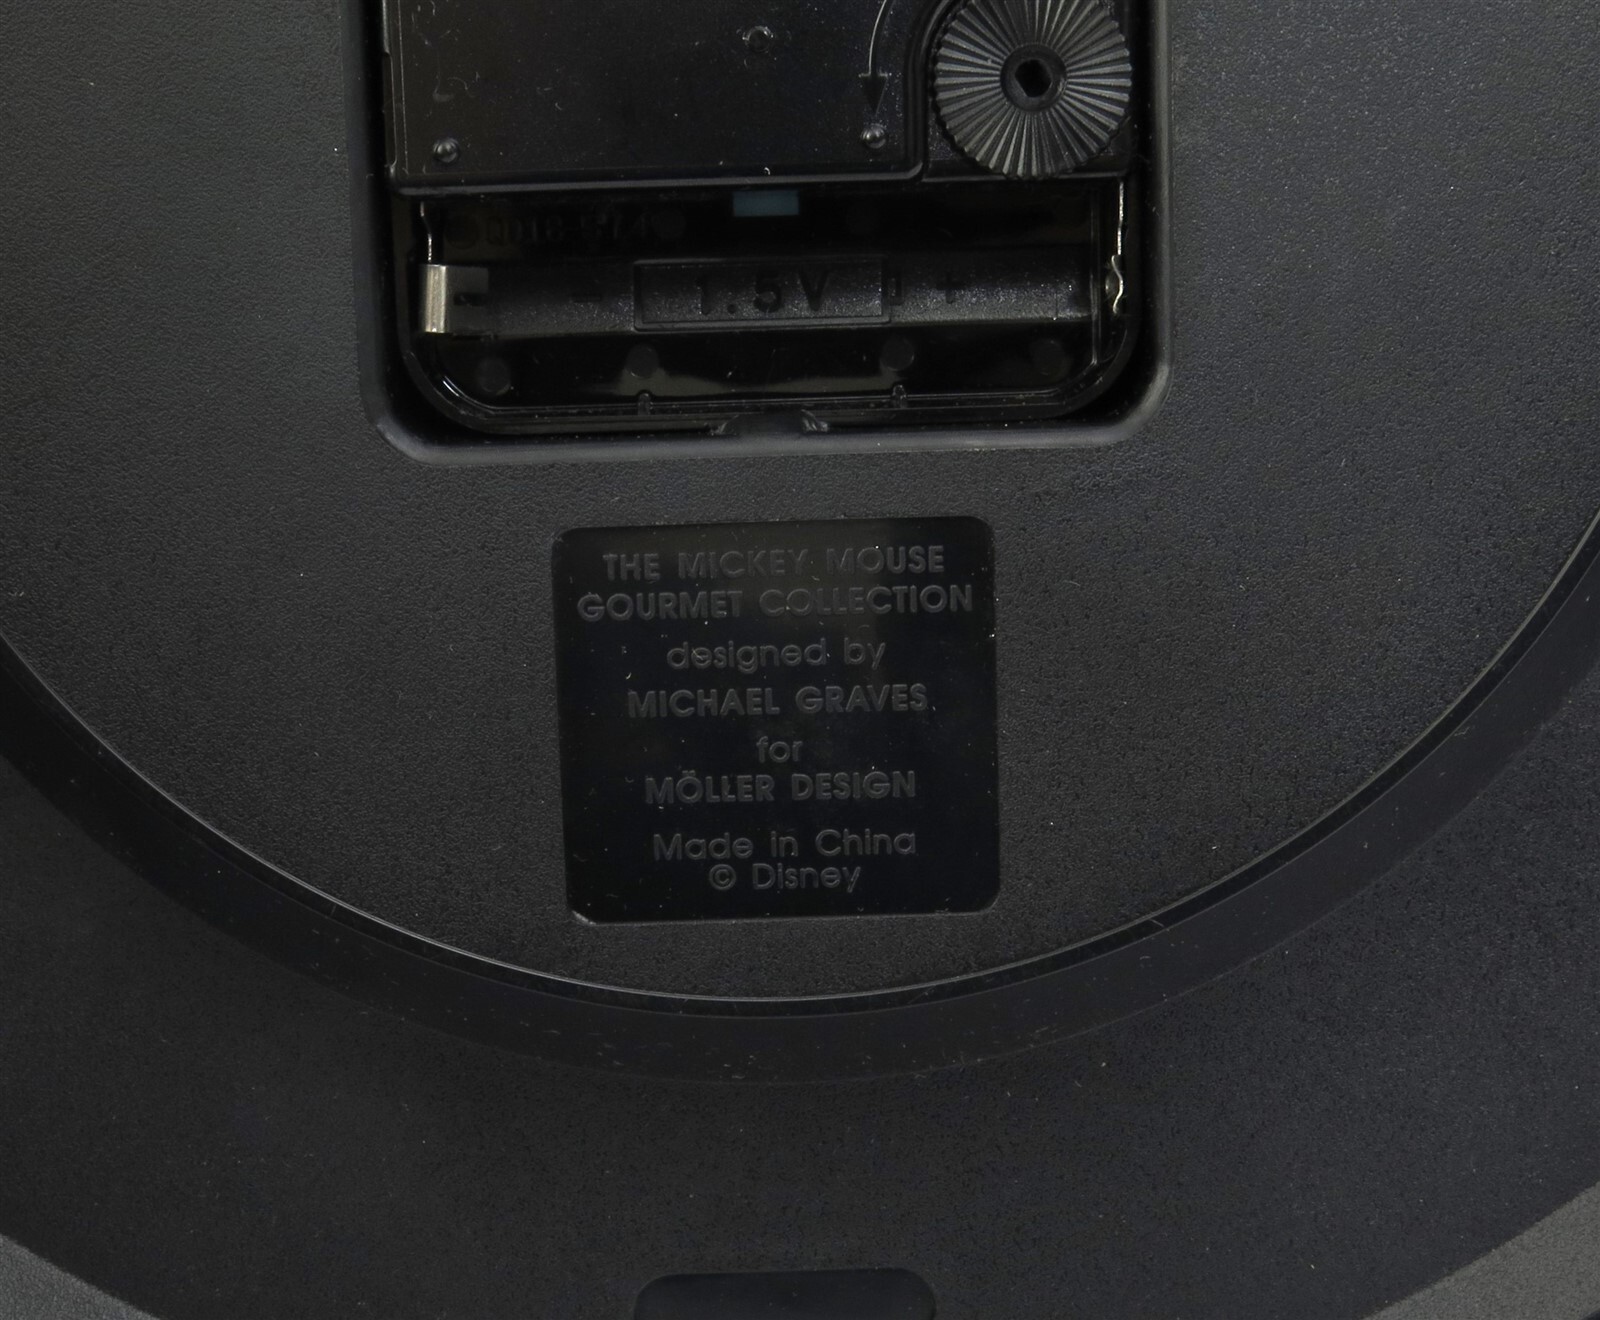 − 1.5V +
THE MICKEY MOUSE
GOURMET COLLECTION
designed by
MICHAEL GRAVES
for
MÖLLER DESIGN
Made in China
© Disney